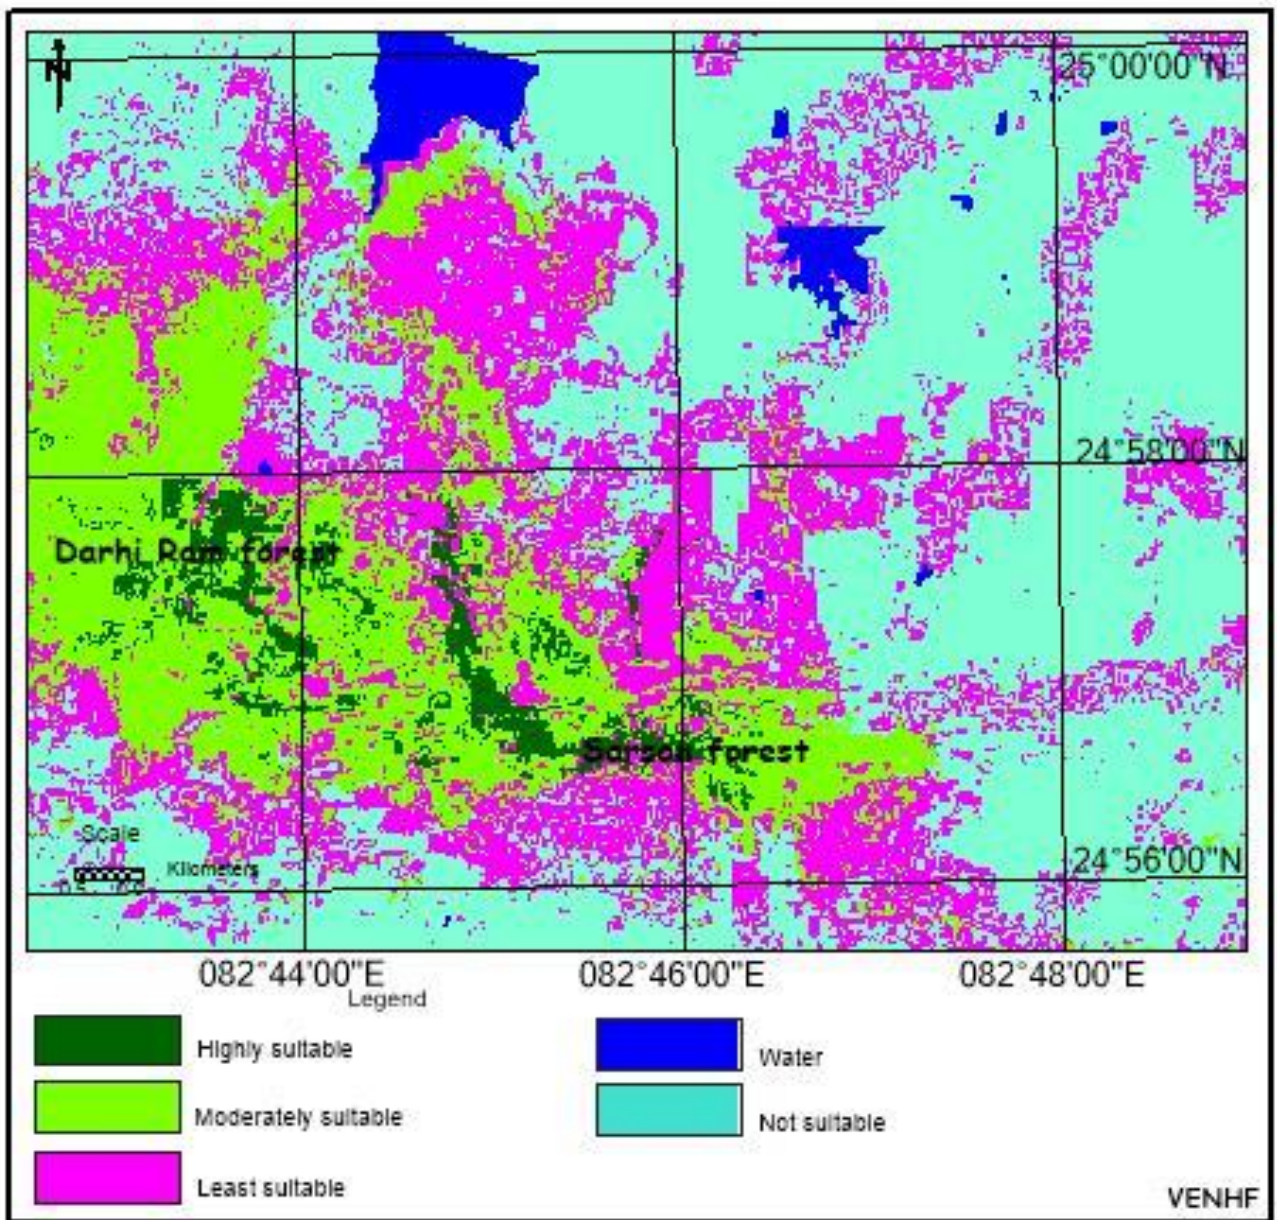 N
25°00'00"N
24°58'00"N
Darhi Ram forest
Sarson forest
Scale
Kilometers
24°56'00"N
082°44'00"E
082°46'00"E
082°48'00"E
Legend
Highly suitable
Water
Moderately suitable
Not suitable
Least suitable
VENHF